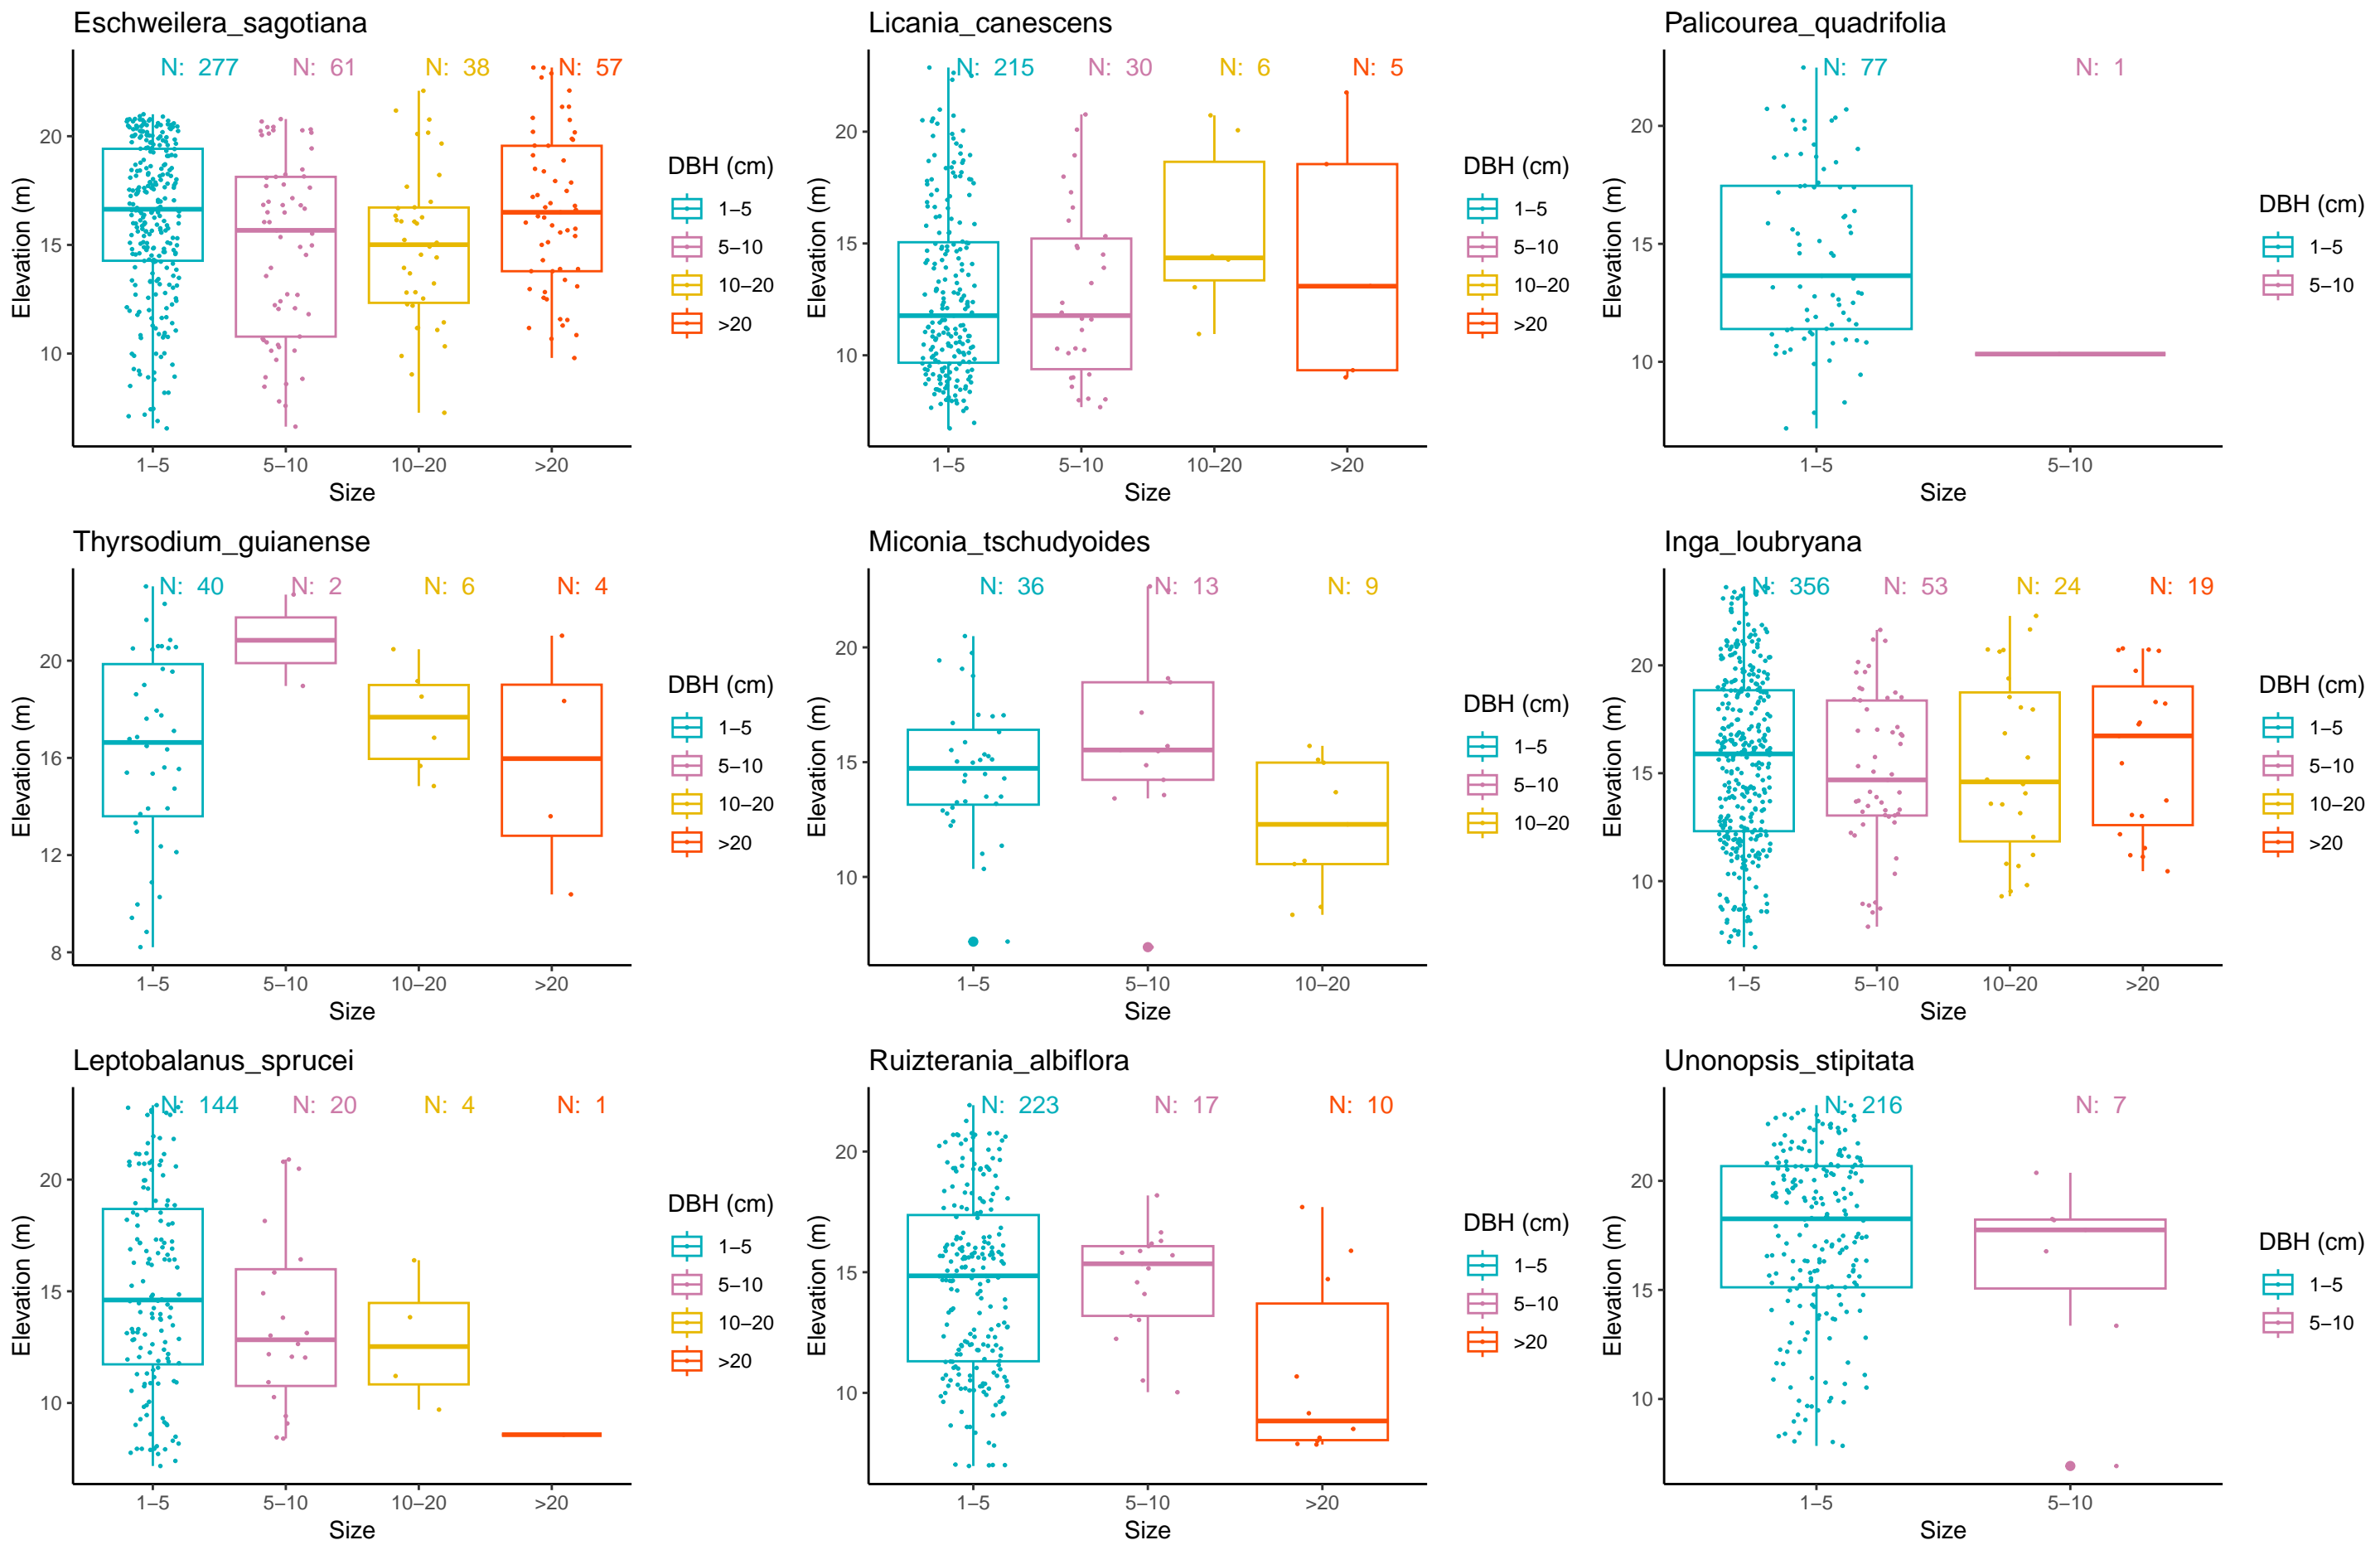 Eschweilera_sagotiana
N: 277 N: 61 N: 38 N: 57
Elevation (m)
20
15
10
1–5 5–10 10–20 >20
Size
DBH (cm)
1–5
5–10
10–20
>20
Licania_canescens
N: 215 N: 30 N: 6 N: 5
Elevation (m)
20
15
10
1–5 5–10 10–20 >20
Size
DBH (cm)
1–5
5–10
10–20
>20
Palicourea_quadrifolia
N: 77 N: 1
Elevation (m)
20
15
10
1–5 5–10
Size
DBH (cm)
1–5
5–10
Thyrsodium_guianense
N: 40 N: 2 N: 6 N: 4
Elevation (m)
20
16
12
8
1–5 5–10 10–20 >20
Size
DBH (cm)
1–5
5–10
10–20
>20
Miconia_tschudyoides
N: 36 N: 13 N: 9
Elevation (m)
20
15
10
1–5 5–10 10–20
Size
DBH (cm)
1–5
5–10
10–20
Inga_loubryana
N: 356 N: 53 N: 24 N: 19
Elevation (m)
20
15
10
1–5 5–10 10–20 >20
Size
DBH (cm)
1–5
5–10
10–20
>20
Leptobalanus_sprucei
N: 144 N: 20 N: 4 N: 1
Elevation (m)
20
15
10
1–5 5–10 10–20 >20
Size
DBH (cm)
1–5
5–10
10–20
>20
Ruizterania_albiflora
N: 223 N: 17 N: 10
Elevation (m)
20
15
10
1–5 5–10 >20
Size
DBH (cm)
1–5
5–10
>20
Unonopsis_stipitata
N: 216 N: 7
Elevation (m)
20
15
10
1–5 5–10
Size
DBH (cm)
1–5
5–10